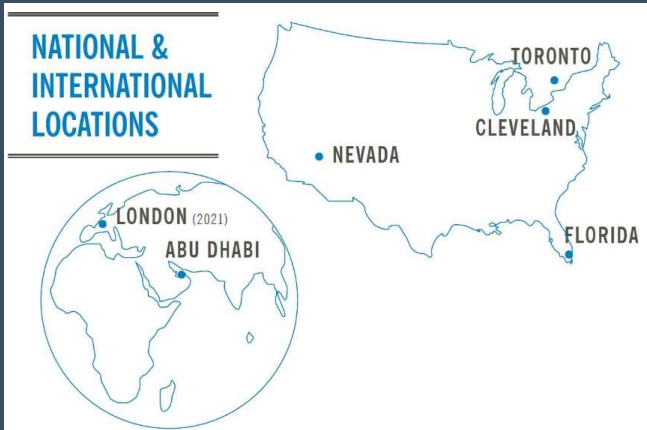 NATIONAL &
INTERNATIONAL
LOCATIONS
TORONTO
CLEVELAND
NEVADA
FLORIDA
LONDON (2021)
ABU DHABI